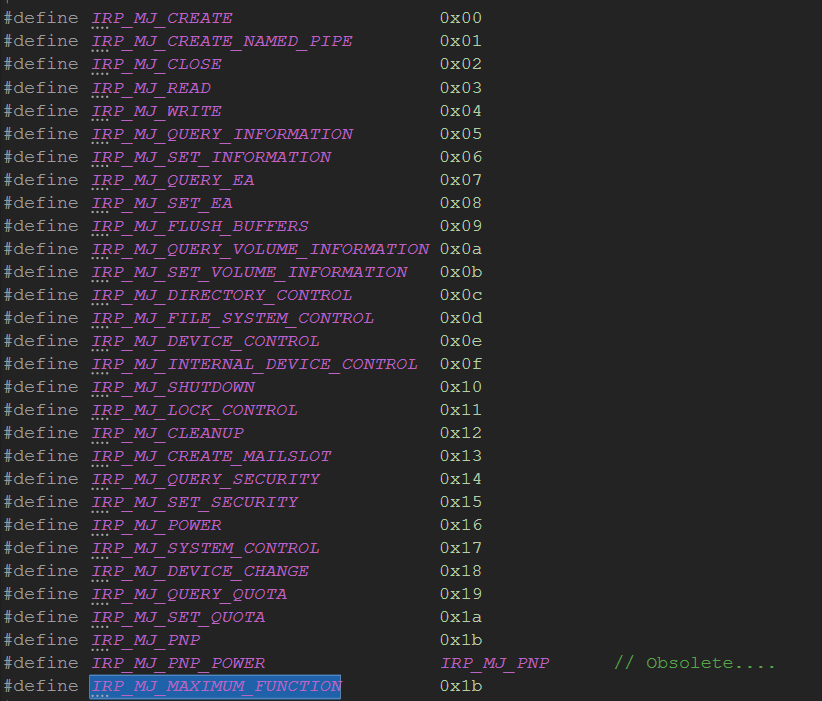 #define IRP_MJ_CREATE 0x00
#define IRP_MJ_CREATE_NAMED_PIPE 0x01
#define IRP_MJ_CLOSE 0x02
#define IRP_MJ_READ 0x03
#define IRP_MJ_WRITE 0x04
#define IRP_MJ_QUERY_INFORMATION 0x05
#define IRP_MJ_SET_INFORMATION 0x06
#define IRP_MJ_QUERY_EA 0x07
#define IRP_MJ_SET_EA 0x08
#define IRP_MJ_FLUSH_BUFFERS 0x09
#define IRP_MJ_QUERY_VOLUME_INFORMATION 0x0a
#define IRP_MJ_SET_VOLUME_INFORMATION 0x0b
#define IRP_MJ_DIRECTORY_CONTROL 0x0c
#define IRP_MJ_FILE_SYSTEM_CONTROL 0x0d
#define IRP_MJ_DEVICE_CONTROL 0x0e
#define IRP_MJ_INTERNAL_DEVICE_CONTROL 0x0f
#define IRP_MJ_SHUTDOWN 0x10
#define IRP_MJ_LOCK_CONTROL 0x11
#define IRP_MJ_CLEANUP 0x12
#define IRP_MJ_CREATE_MAILSLOT 0x13
#define IRP_MJ_QUERY_SECURITY 0x14
#define IRP_MJ_SET_SECURITY 0x15
#define IRP_MJ_POWER 0x16
#define IRP_MJ_SYSTEM_CONTROL 0x17
#define IRP_MJ_DEVICE_CHANGE 0x18
#define IRP_MJ_QUERY_QUOTA 0x19
#define IRP_MJ_SET_QUOTA 0x1a
#define IRP_MJ_PNP 0x1b
#define IRP_MJ_PNP_POWER IRP_MJ_PNP // Obsolete....
#define IRP_MJ_MAXIMUM_FUNCTION 0x1b